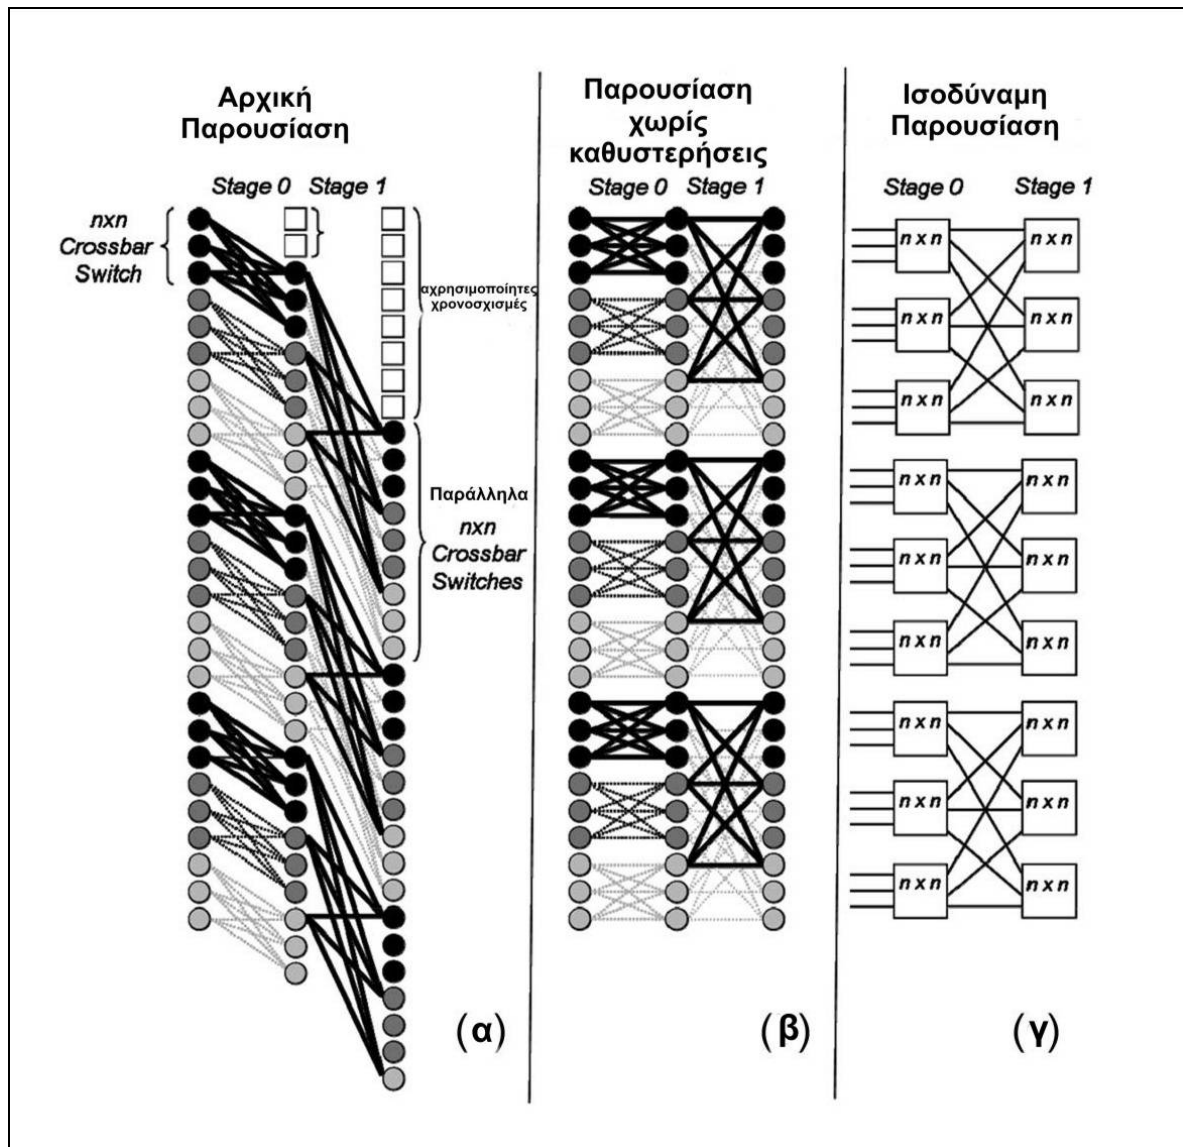 Αρχική
Παρουσίαση
Stage 0 Stage 1
nxn
Crossbar
Switch
αχρησιμοποίητες
χρονοσχισμές
Παράλληλα
nxn
Crossbar
Switches
(α)
Παρουσίαση
χωρίς
καθυστερήσεις
Stage 0 Stage 1
(β)
Ισοδύναμη
Παρουσίαση
Stage 0 Stage 1
n x n n x n
n x n n x n
n x n n x n
n x n n x n
n x n n x n
n x n n x n
n x n n x n
n x n n x n
n x n n x n
(γ)